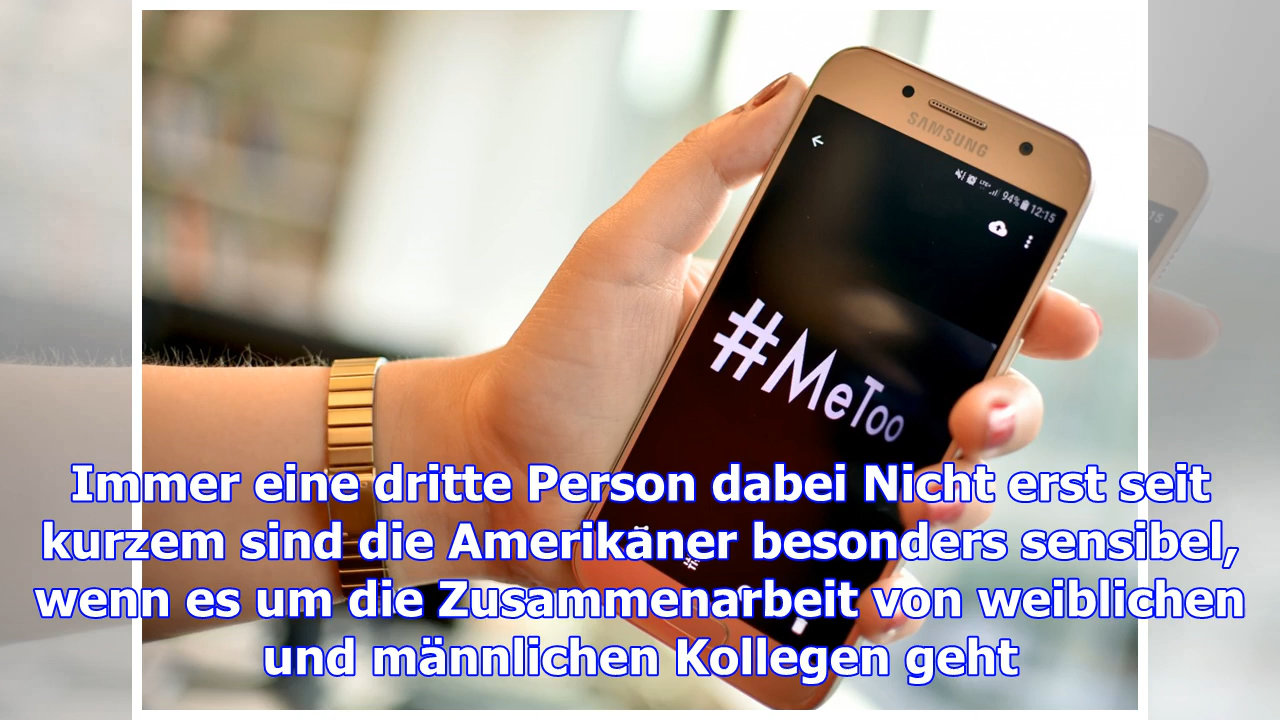 SAMSUNG
94% 12:15
15
#MeToo
Immer eine dritte Person dabei Nicht erst seit
kurzem sind die Amerikaner besonders sensibel,
wenn es um die Zusammenarbeit von weiblichen
und männlichen Kollegen geht